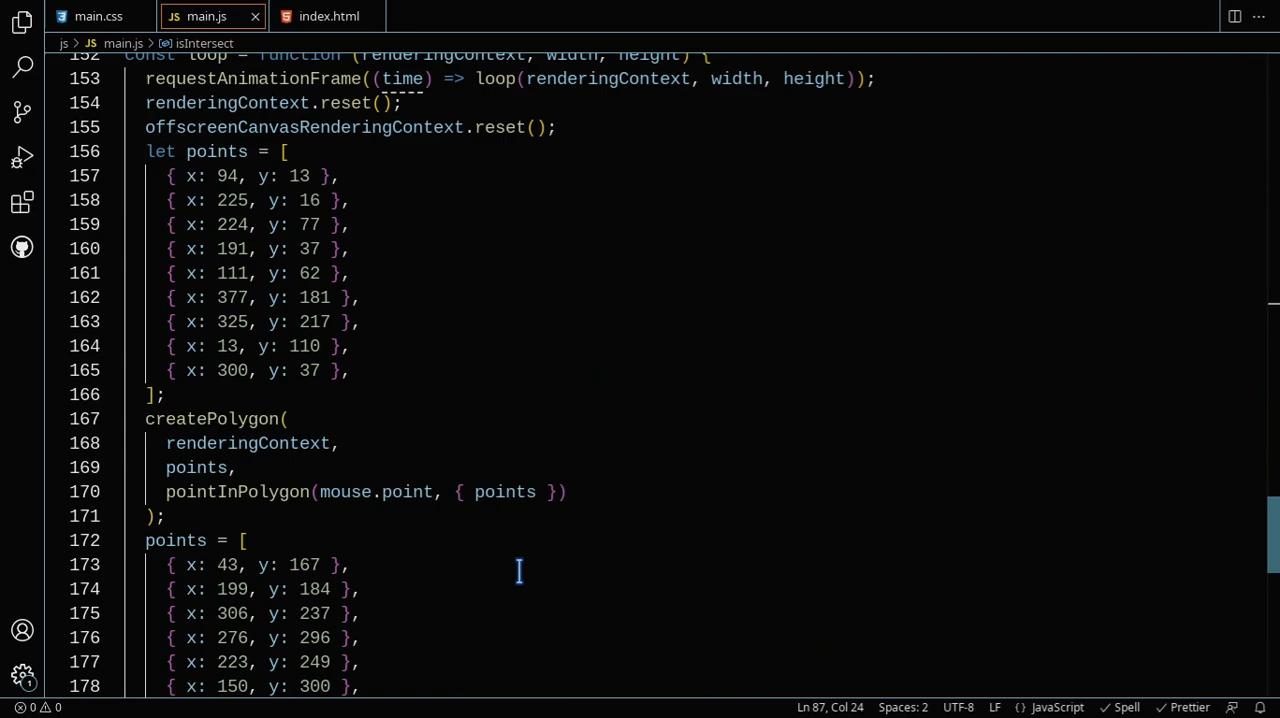 main.css
JS main.js
index.html
js > JS main.js > isIntersect
152 const loop = function (renderingContext, width, height) {
153 requestAnimationFrame((time) => loop(renderingContext, width, height));
154 renderingContext.reset();
155 offscreenCanvasRenderingContext.reset();
156 let points = [
157 { x: 94, y: 13 },
158 { x: 225, y: 16 },
159 { x: 224, y: 77 },
160 { x: 191, y: 37 },
161 { x: 111, y: 62 },
162 { x: 377, y: 181 },
163 { x: 325, y: 217 },
164 { x: 13, y: 110 },
165 { x: 300, y: 37 },
166 ];
167 createPolygon(
168 renderingContext,
169 points,
170 pointInPolygon(mouse.point, { points })
171 );
172 points = [
173 { x: 43, y: 167 },
174 { x: 199, y: 184 },
175 { x: 306, y: 237 },
176 { x: 276, y: 296 },
177 { x: 223, y: 249 },
178 { x: 150, y: 300 },
1
0 0 Ln 87, Col 24 Spaces: 2 UTF-8 LF {} JavaScript Spell Prettier